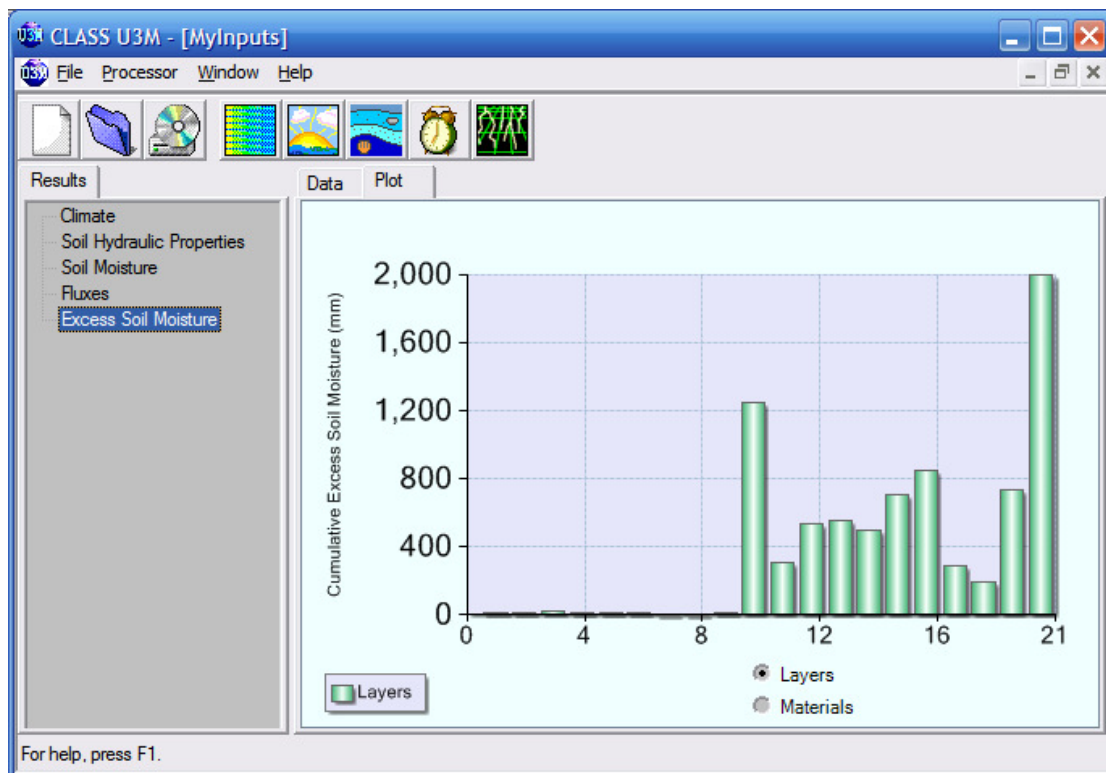 CLASS U3M - [MyInputs]
U3M File Processor Window Help
Results
Data Plot
Climate
Soil Hydraulic Properties
Soil Moisture
Fluxes
Excess Soil Moisture
Cumulative Excess Soil Moisture (mm)
2,000
1,600
1,200
800
400
0
0 4 8 12 16 21
Layers
Layers
Materials
For help, press F1.